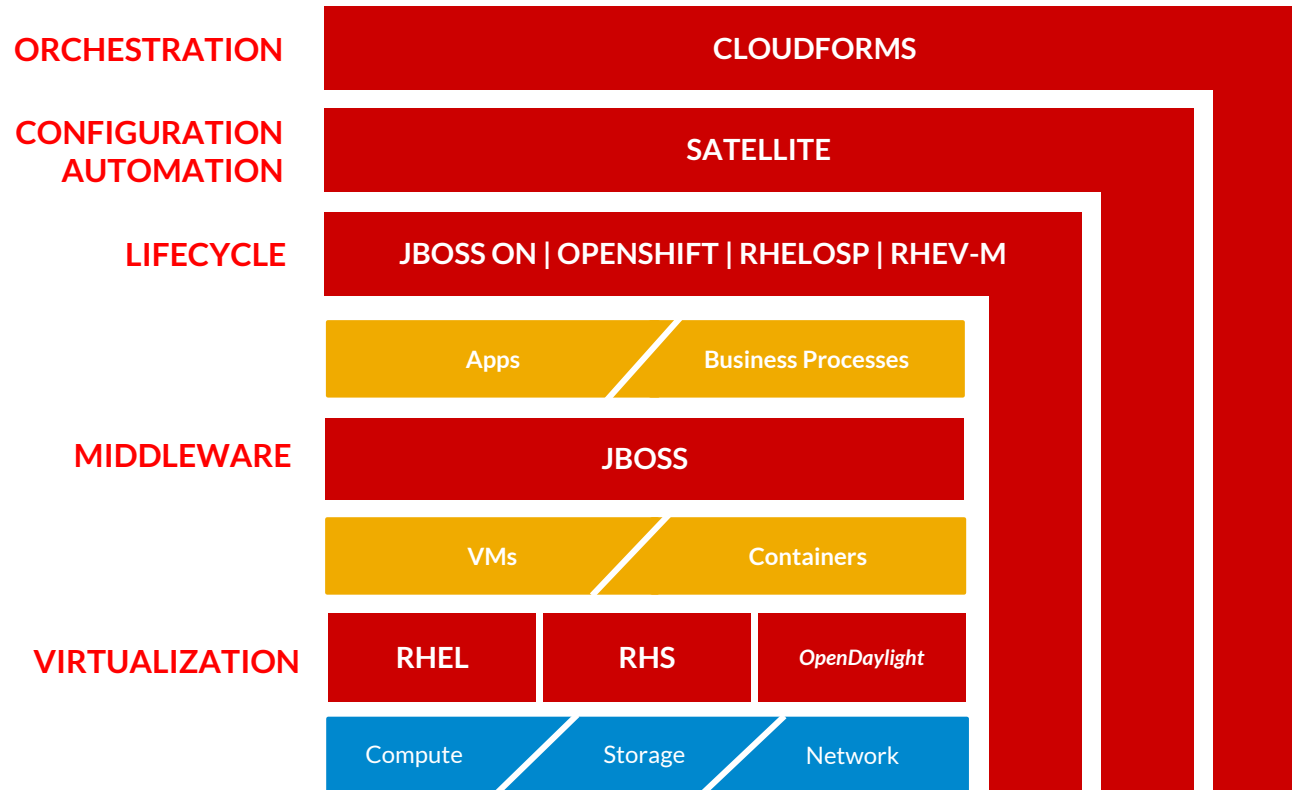 ORCHESTRATION
CLOUDFORMS
CONFIGURATION
AUTOMATION
SATELLITE
LIFECYCLE
JBOSS ON | OPENSHIFT | RHELOSP | RHEV-M
Apps
Business Processes
MIDDLEWARE
JBOSS
VMs
Containers
VIRTUALIZATION
RHEL
RHS
OpenDaylight
Compute
Storage
Network